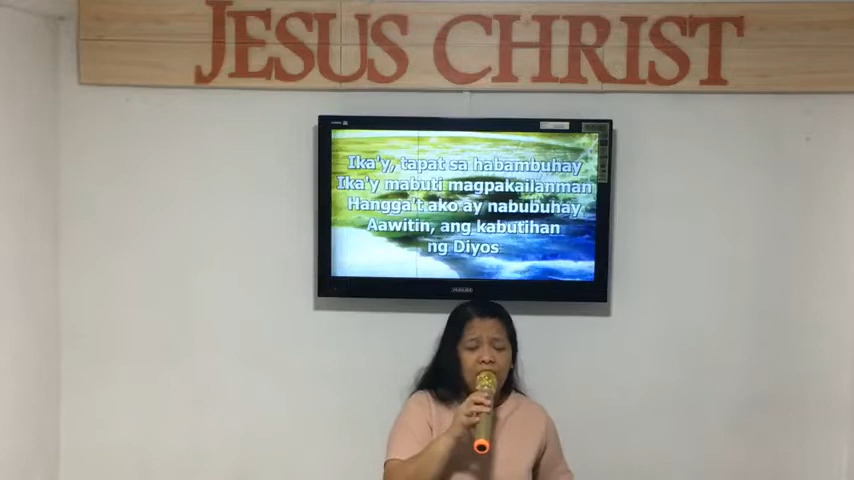 JESUS CHRIST
Ika'y, tapat sa habambuhay
Ika'y mabuti magpakailanman
Hangga't ako ay nabubuhay
Aawitin, ang kabutihan
ng Diyos